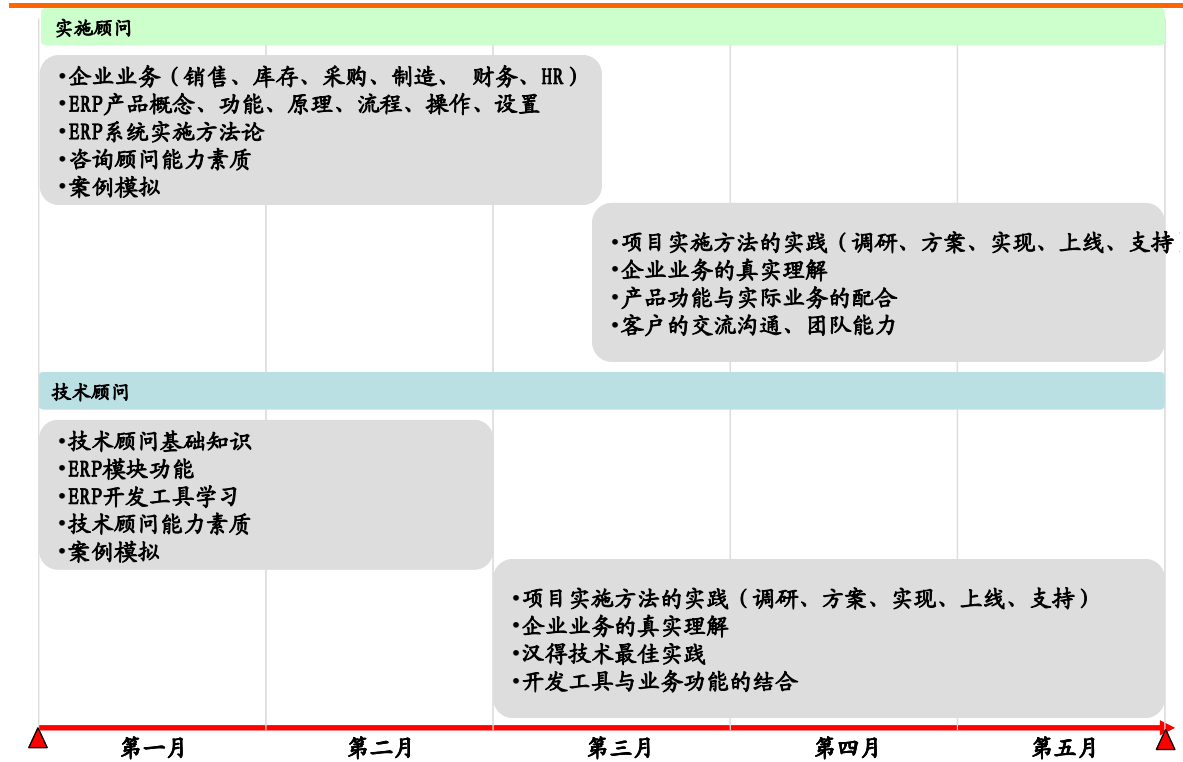 实施顾问
•企业业务（销售、库存、采购、制造、 财务、HR）
•ERP产品概念、功能、原理、流程、操作、设置
•ERP系统实施方法论
•咨询顾问能力素质
•案例模拟
•项目实施方法的实践（调研、方案、实现、上线、支持）
•企业业务的真实理解
•产品功能与实际业务的配合
•客户的交流沟通、团队能力
技术顾问
•技术顾问基础知识
•ERP模块功能
•ERP开发工具学习
•技术顾问能力素质
•案例模拟
•项目实施方法的实践（调研、方案、实现、上线、支持）
•企业业务的真实理解
•汉得技术最佳实践
•开发工具与业务功能的结合
第一月 第二月 第三月 第四月 第五月